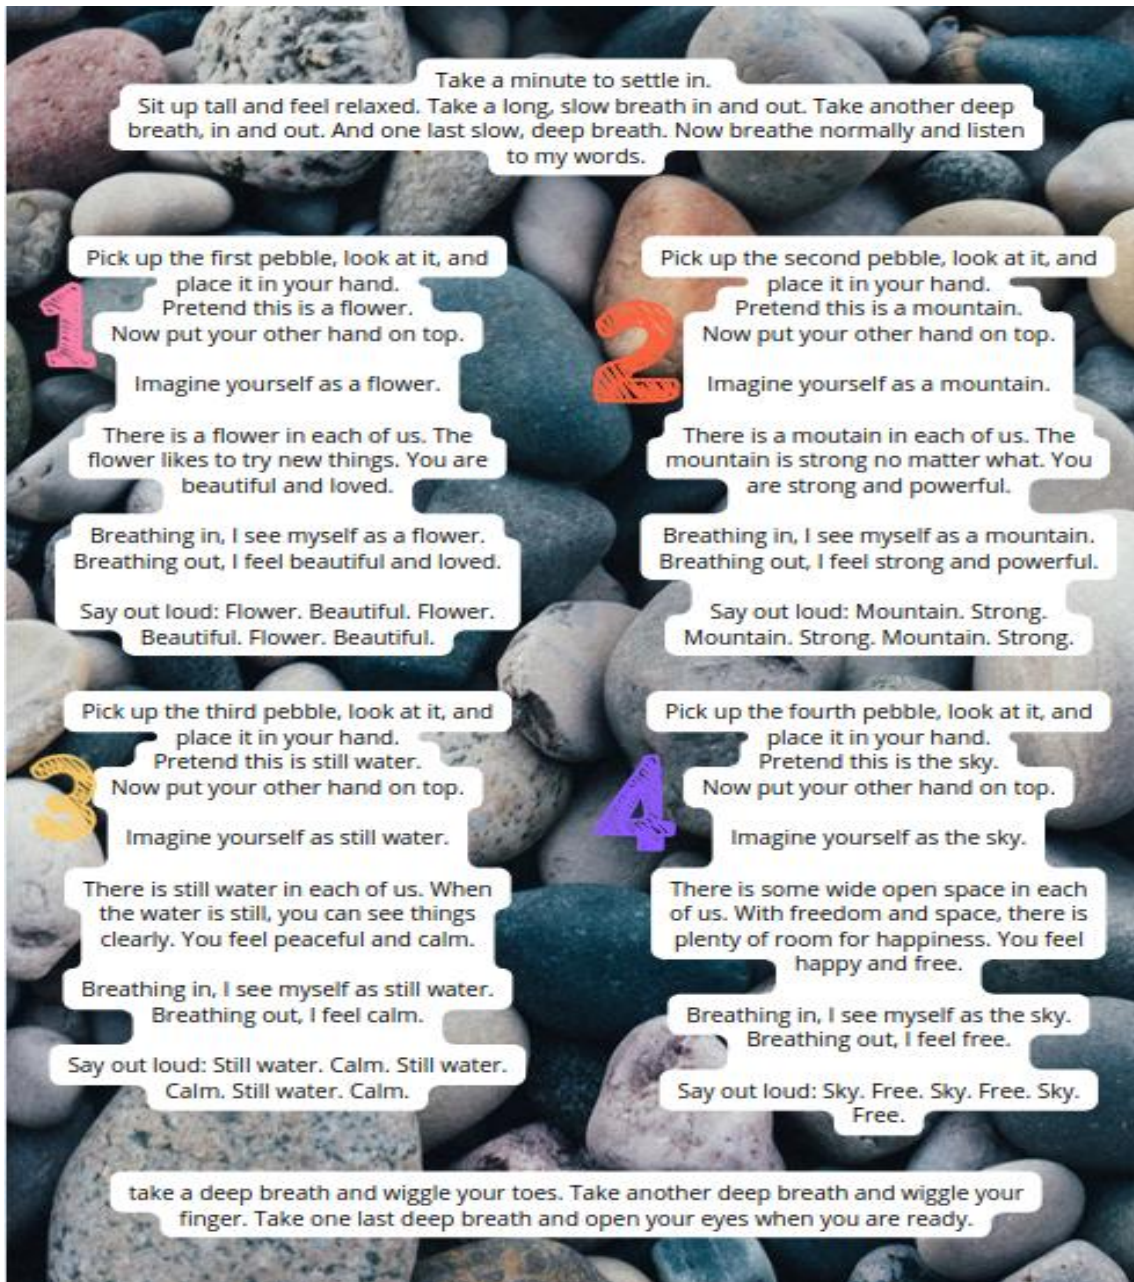 Take a minute to settle in.
Sit up tall and feel relaxed. Take a long, slow breath in and out. Take another deep
breath, in and out. And one last slow, deep breath. Now breathe normally and listen
to my words.
1
Pick up the first pebble, look at it, and
place it in your hand.
Pretend this is a flower.
Now put your other hand on top.
Imagine yourself as a flower.
There is a flower in each of us. The
flower likes to try new things. You are
beautiful and loved.
Breathing in, I see myself as a flower.
Breathing out, I feel beautiful and loved.
Say out loud: Flower. Beautiful. Flower.
Beautiful. Flower. Beautiful.
2
Pick up the second pebble, look at it, and
place it in your hand.
Pretend this is a mountain.
Now put your other hand on top.
Imagine yourself as a mountain.
There is a moutain in each of us. The
mountain is strong no matter what. You
are strong and powerful.
Breathing in, I see myself as a mountain.
Breathing out, I feel strong and powerful.
Say out loud: Mountain. Strong.
Mountain. Strong. Mountain. Strong.
3
Pick up the third pebble, look at it, and
place it in your hand.
Pretend this is still water.
Now put your other hand on top.
Imagine yourself as still water.
There is still water in each of us. When
the water is still, you can see things
clearly. You feel peaceful and calm.
Breathing in, I see myself as still water.
Breathing out, I feel calm.
Say out loud: Still water. Calm. Still water.
Calm. Still water. Calm.
4
Pick up the fourth pebble, look at it, and
place it in your hand.
Pretend this is the sky.
Now put your other hand on top.
Imagine yourself as the sky.
There is some wide open space in each
of us. With freedom and space, there is
plenty of room for happiness. You feel
happy and free.
Breathing in, I see myself as the sky.
Breathing out, I feel free.
Say out loud: Sky. Free. Sky. Free. Sky.
Free.
take a deep breath and wiggle your toes. Take another deep breath and wiggle your
finger. Take one last deep breath and open your eyes when you are ready.